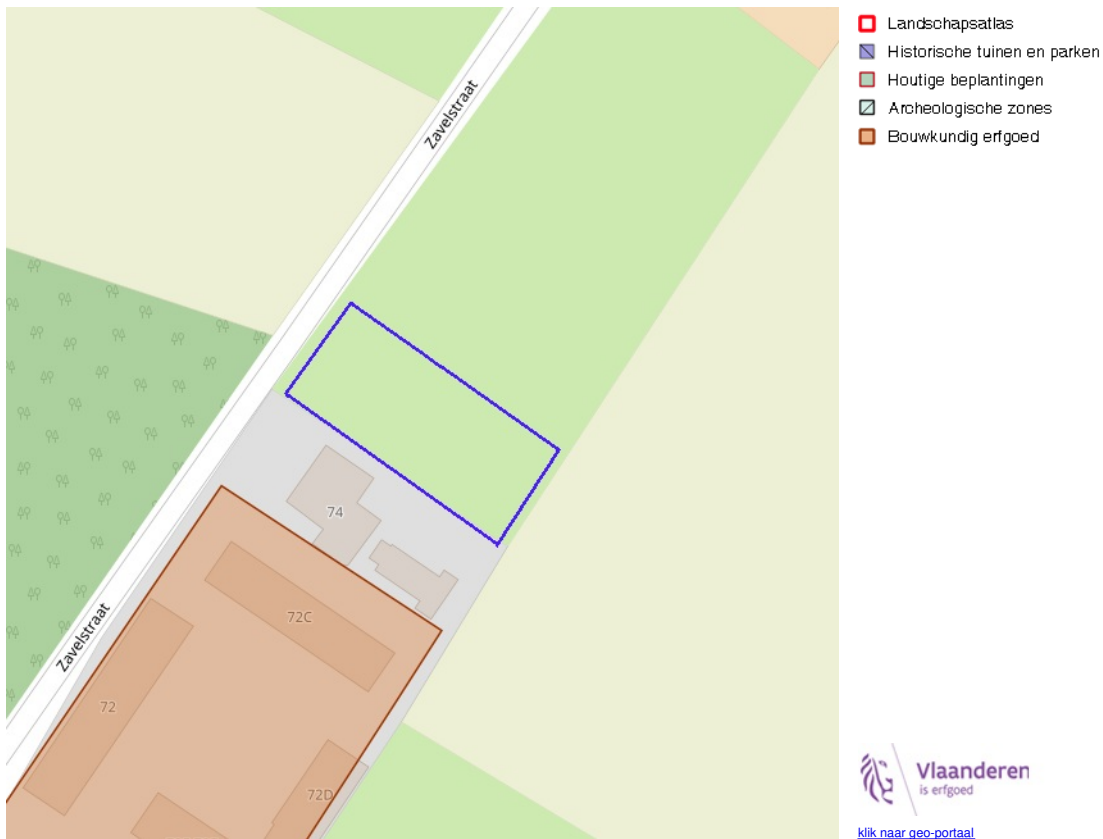 Landschapsatlas
Historische tuinen en parken
Houtige beplantingen
Archeologische zones
Bouwkundig erfgoed
Zavelstraat
74
72C
Zavelstraat
72
72D
Vlaanderen
is erfgoed
klik naar geo-portaal